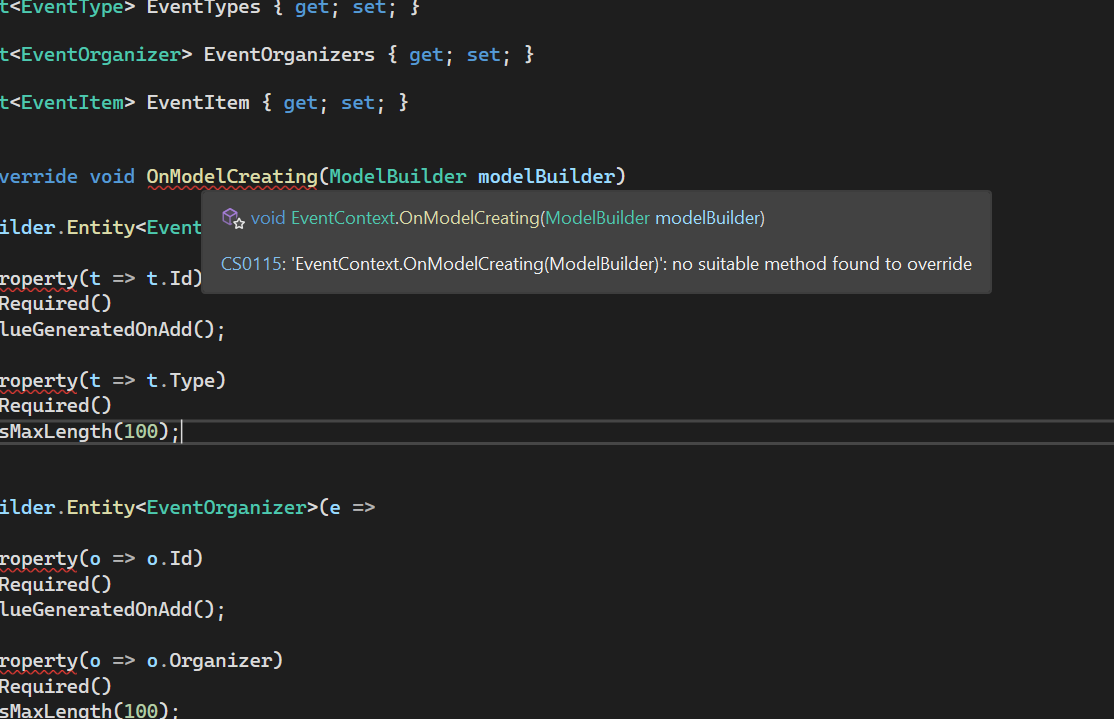 t<EventType> EventTypes { get; set; }
t<EventOrganizer> EventOrganizers { get; set; }
t<EventItem> EventItem { get; set; }
verride void OnModelCreating(ModelBuilder modelBuilder)
void EventContext.OnModelCreating(ModelBuilder modelBuilder)
ilder.Entity<Event
CS0115: 'EventContext.OnModelCreating(ModelBuilder)': no suitable method found to override
roperty(t => t.Id)
Required()
lueGeneratedOnAdd();
roperty(t => t.Type)
Required()
sMaxLength(100);
ilder.Entity<EventOrganizer>(e =>
roperty(o => o.Id)
Required()
lueGeneratedOnAdd();
roperty(o => o.Organizer)
Required()
sMaxLength(100);